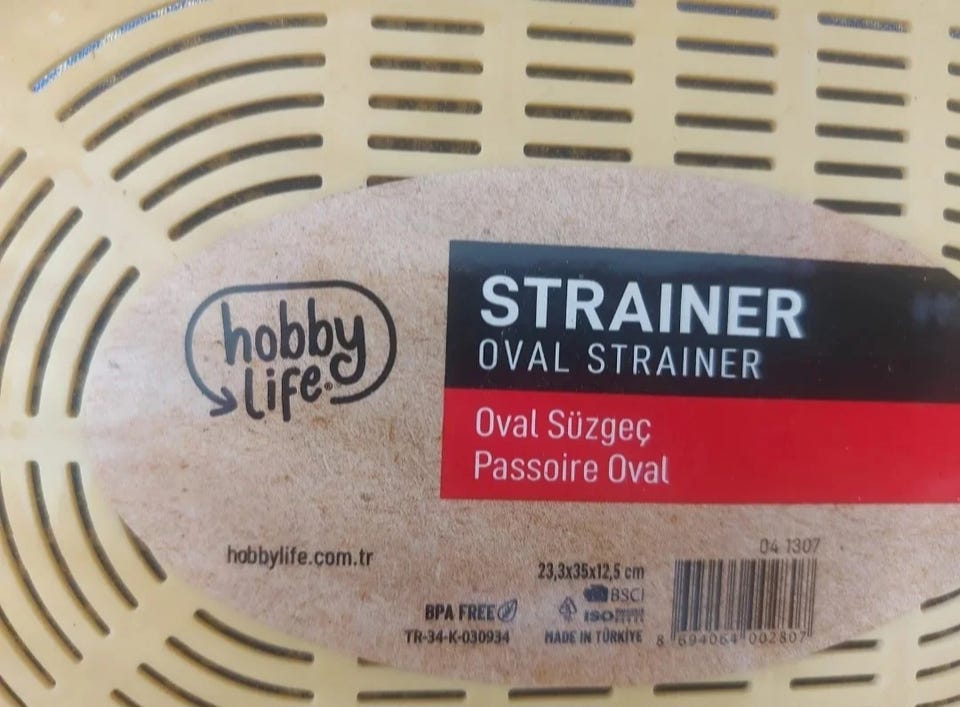 hobby
life®
STRAINER
OVAL STRAINER
Oval Süzgeç
Passoire Oval
hobbylife.com.tr
04 1307
23,3x35x12,5 cm
BSCI
ISO
BPA FREE
TR-34-K-030934
MADE IN TÜRKİYE
8 694064 002807